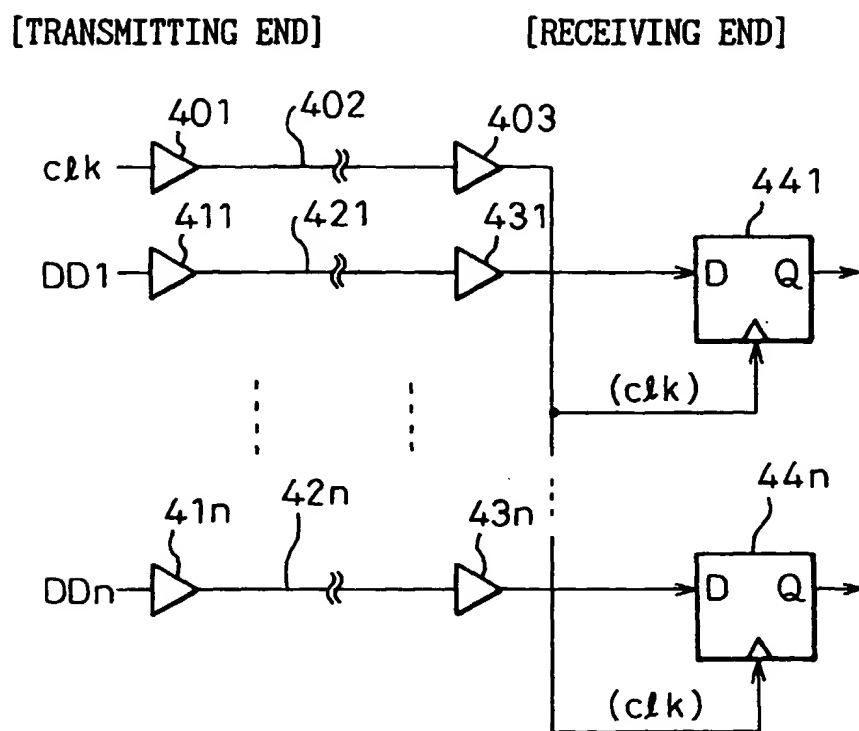 [TRANSMITTING END] [RECEIVING END]
401 402 403
clk
411 421 431 441
DD1 D Q
(clk)
41n 42n 43n 44n
DDn D Q
(clk)